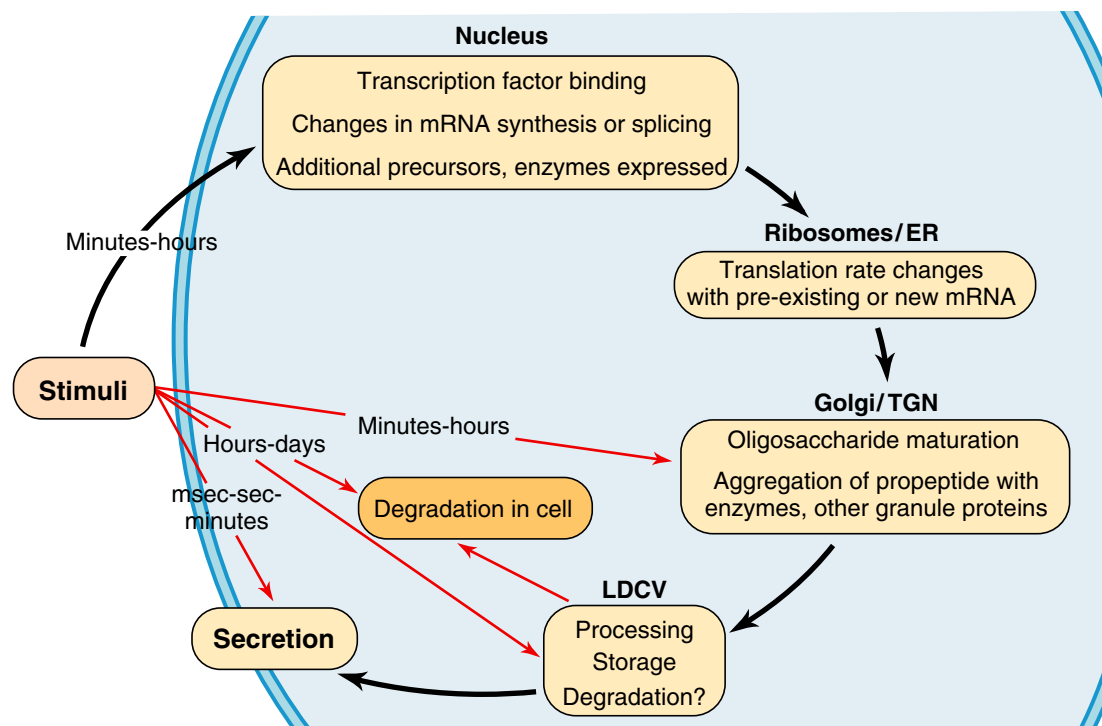 Nucleus
Transcription factor binding
Changes in mRNA synthesis or splicing
Additional precursors, enzymes expressed
Minutes-hours
Ribosomes/ER
Translation rate changes
with pre-existing or new mRNA
Stimuli
Golgi/TGN
Minutes-hours
Oligosaccharide maturation
Hours-days
Aggregation of propeptide with
enzymes, other granule proteins
msec-sec-
minutes
Degradation in cell
LDCV
Secretion
Processing
Storage
Degradation?